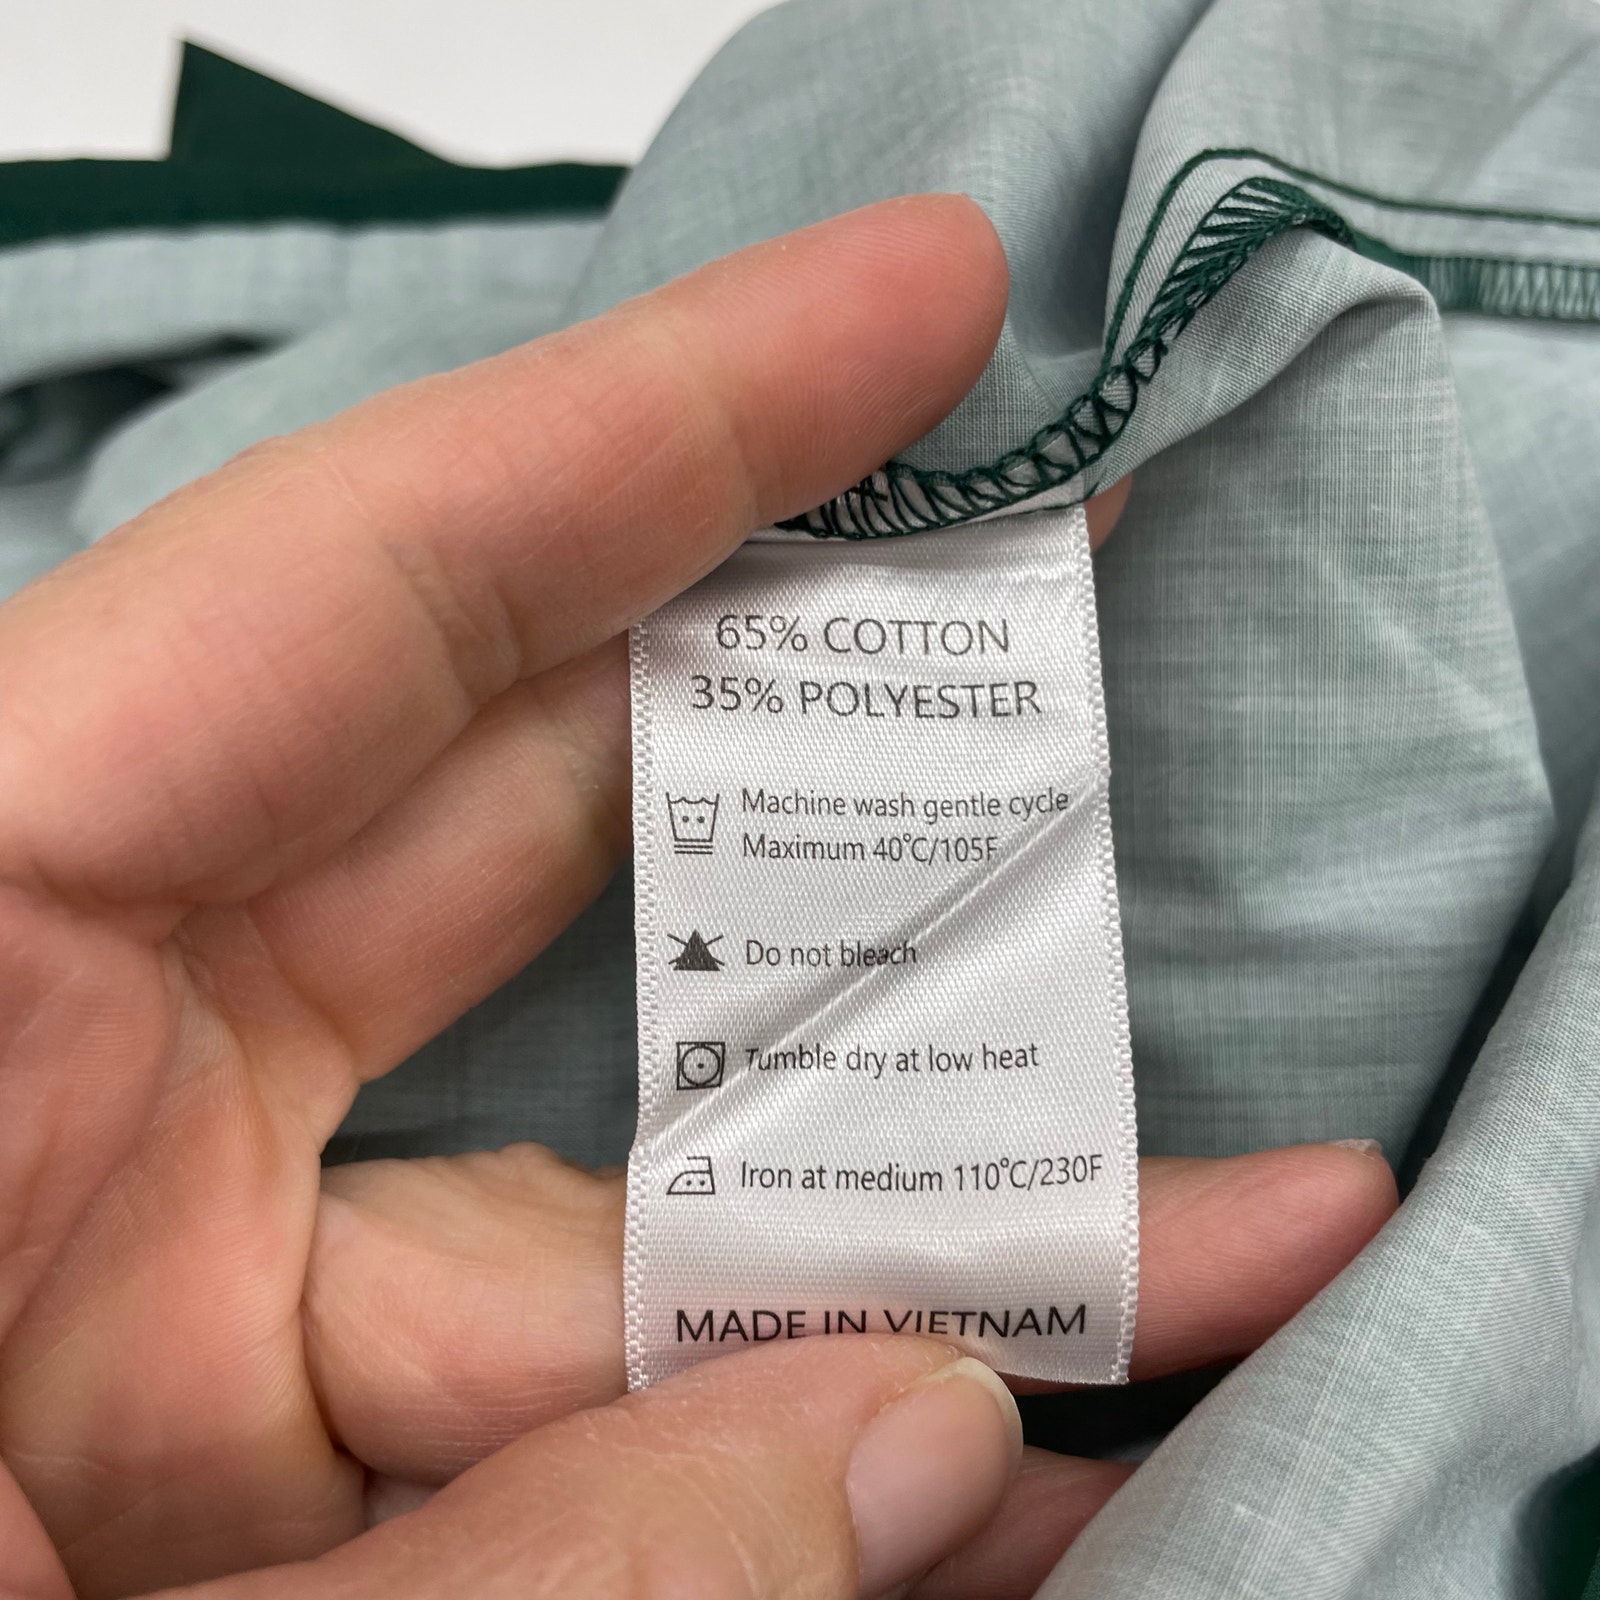 65% COTTON
35% POLYESTER
Machine wash gentle cycle
Maximum 40°C/105F
Do not bleach
Tumble dry at low heat
Iron at medium 110°C/230F
MADE IN VIETNAM